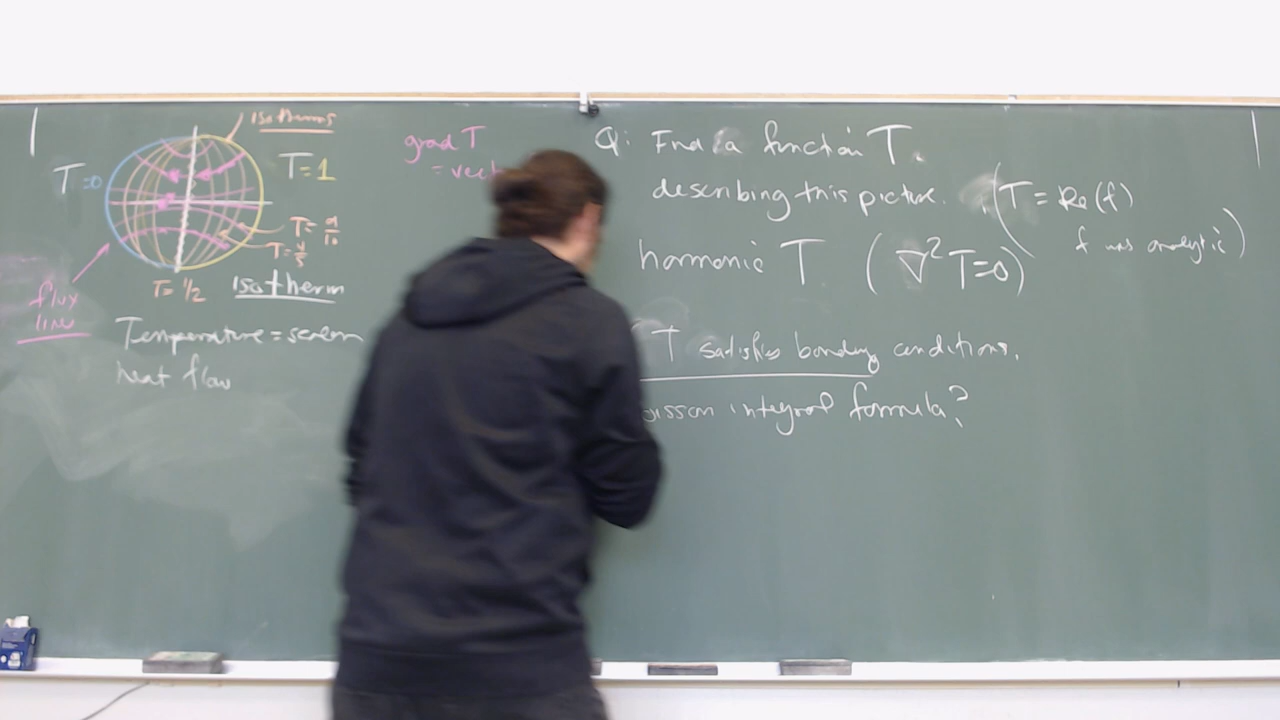 isotherms
T=0
T=1
T=9/10
T=4/5
T=1/2
isotherm
flux
line
Temperature = scalar
heat flow
grad T
= vect
Q: Find a function T
describing this picture.
(T = Re(f)
f was analytic)
harmonic T (∇²T=0)
T satisfies boundary conditions.
oisson integral formula?